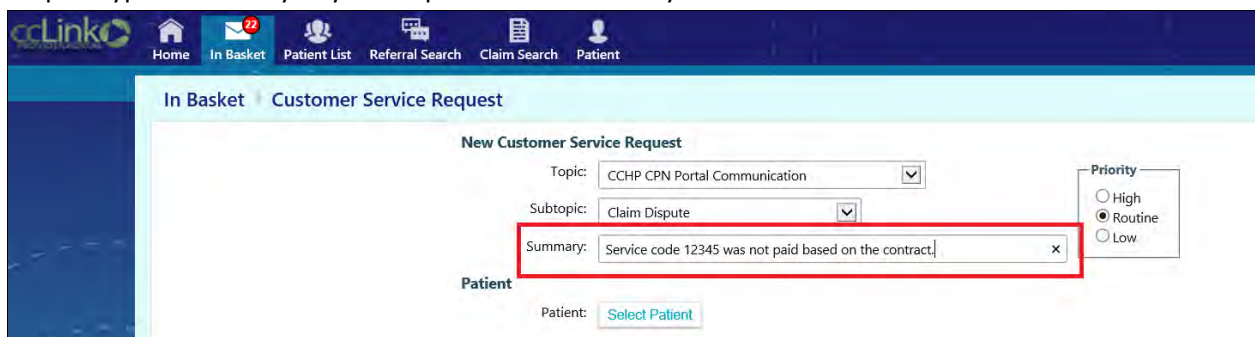 ccLink
22
Home In Basket Patient List Referral Search Claim Search Patient
In Basket Customer Service Request
New Customer Service Request
Topic: CCHP CPN Portal Communication
Priority
High
Subtopic: Claim Dispute
Routine
Summary: Service code 12345 was not paid based on the contract. ×
Low
Patient
Patient: Select Patient